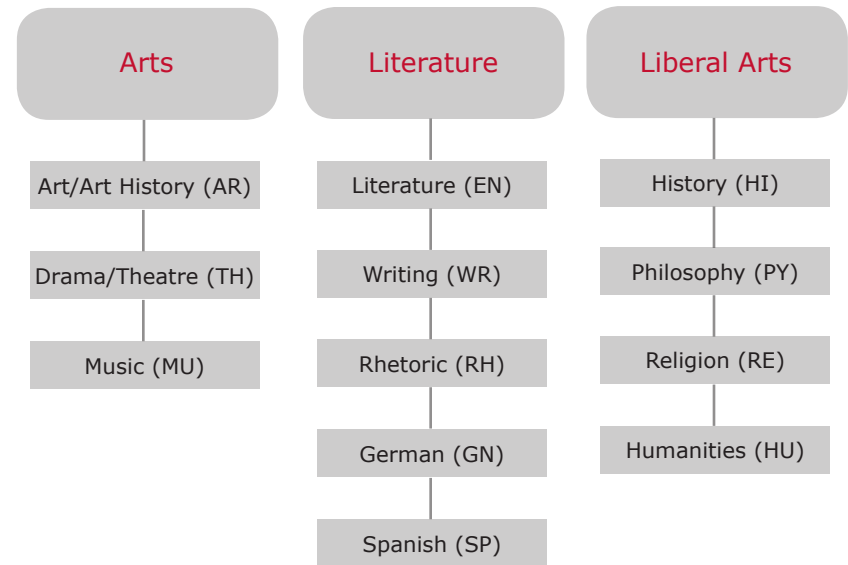 Arts
Art/Art History (AR)
Drama/Theatre (TH)
Music (MU)
Literature
Literature (EN)
Writing (WR)
Rhetoric (RH)
German (GN)
Spanish (SP)
Liberal Arts
History (HI)
Philosophy (PY)
Religion (RE)
Humanities (HU)